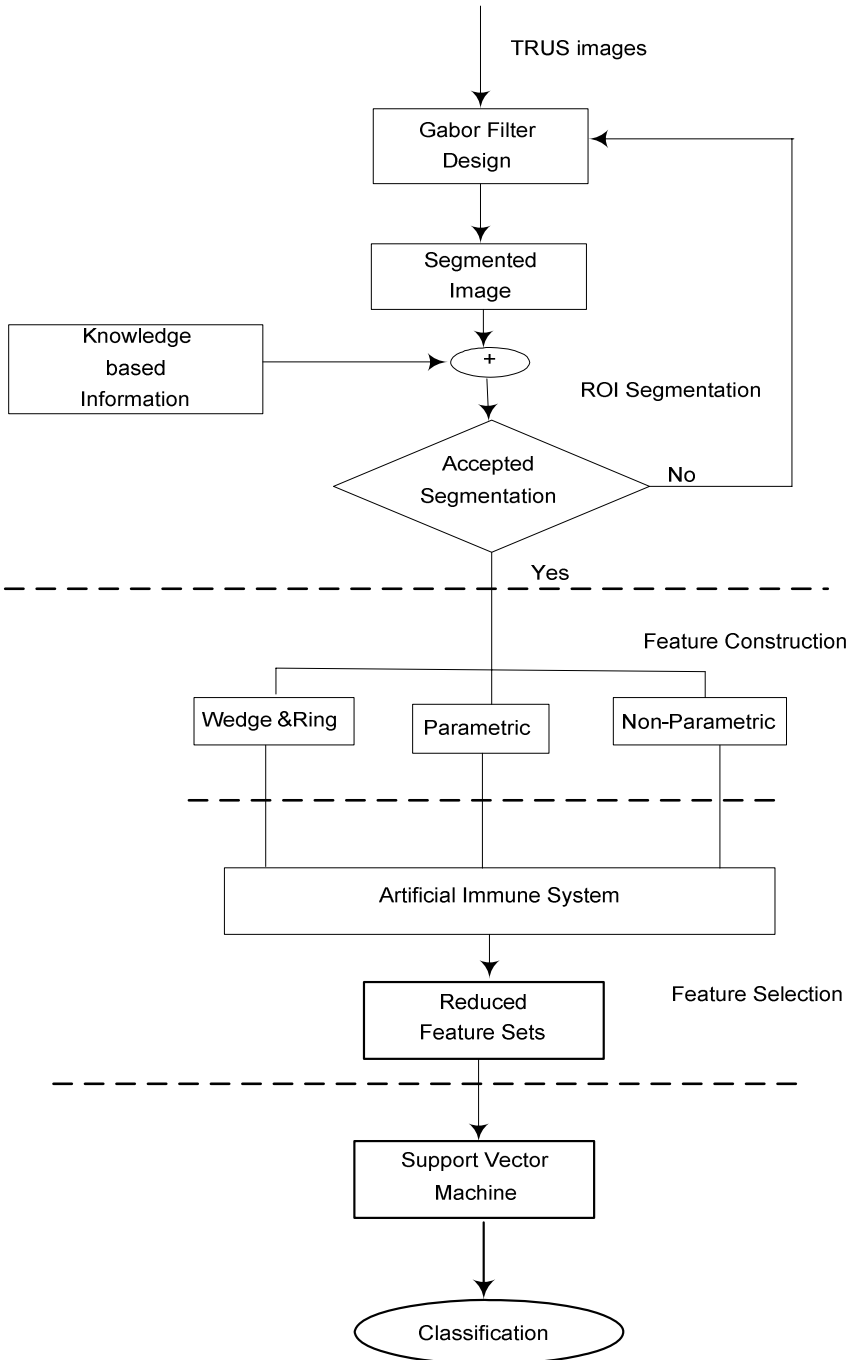 TRUS images
Gabor Filter
Design
Segmented
Image
Knowledge
based
Information
+
ROI Segmentation
Accepted
Segmentation
No
Yes
Feature Construction
Wedge &Ring
Parametric
Non-Parametric
Artificial Immune System
Reduced
Feature Sets
Feature Selection
Support Vector
Machine
Classification